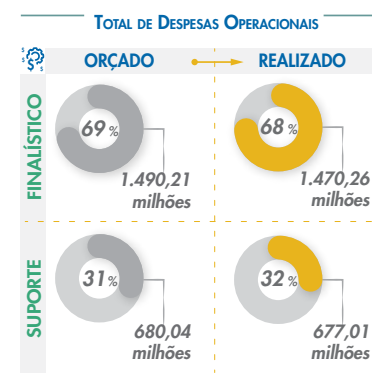 Total de Despesas Operacionais
ORÇADO
REALIZADO
FINALÍSTICO
69%
1.490,21
milhões
68%
1.470,26
milhões
SUPORTE
31%
680,04
milhões
32%
677,01
milhões